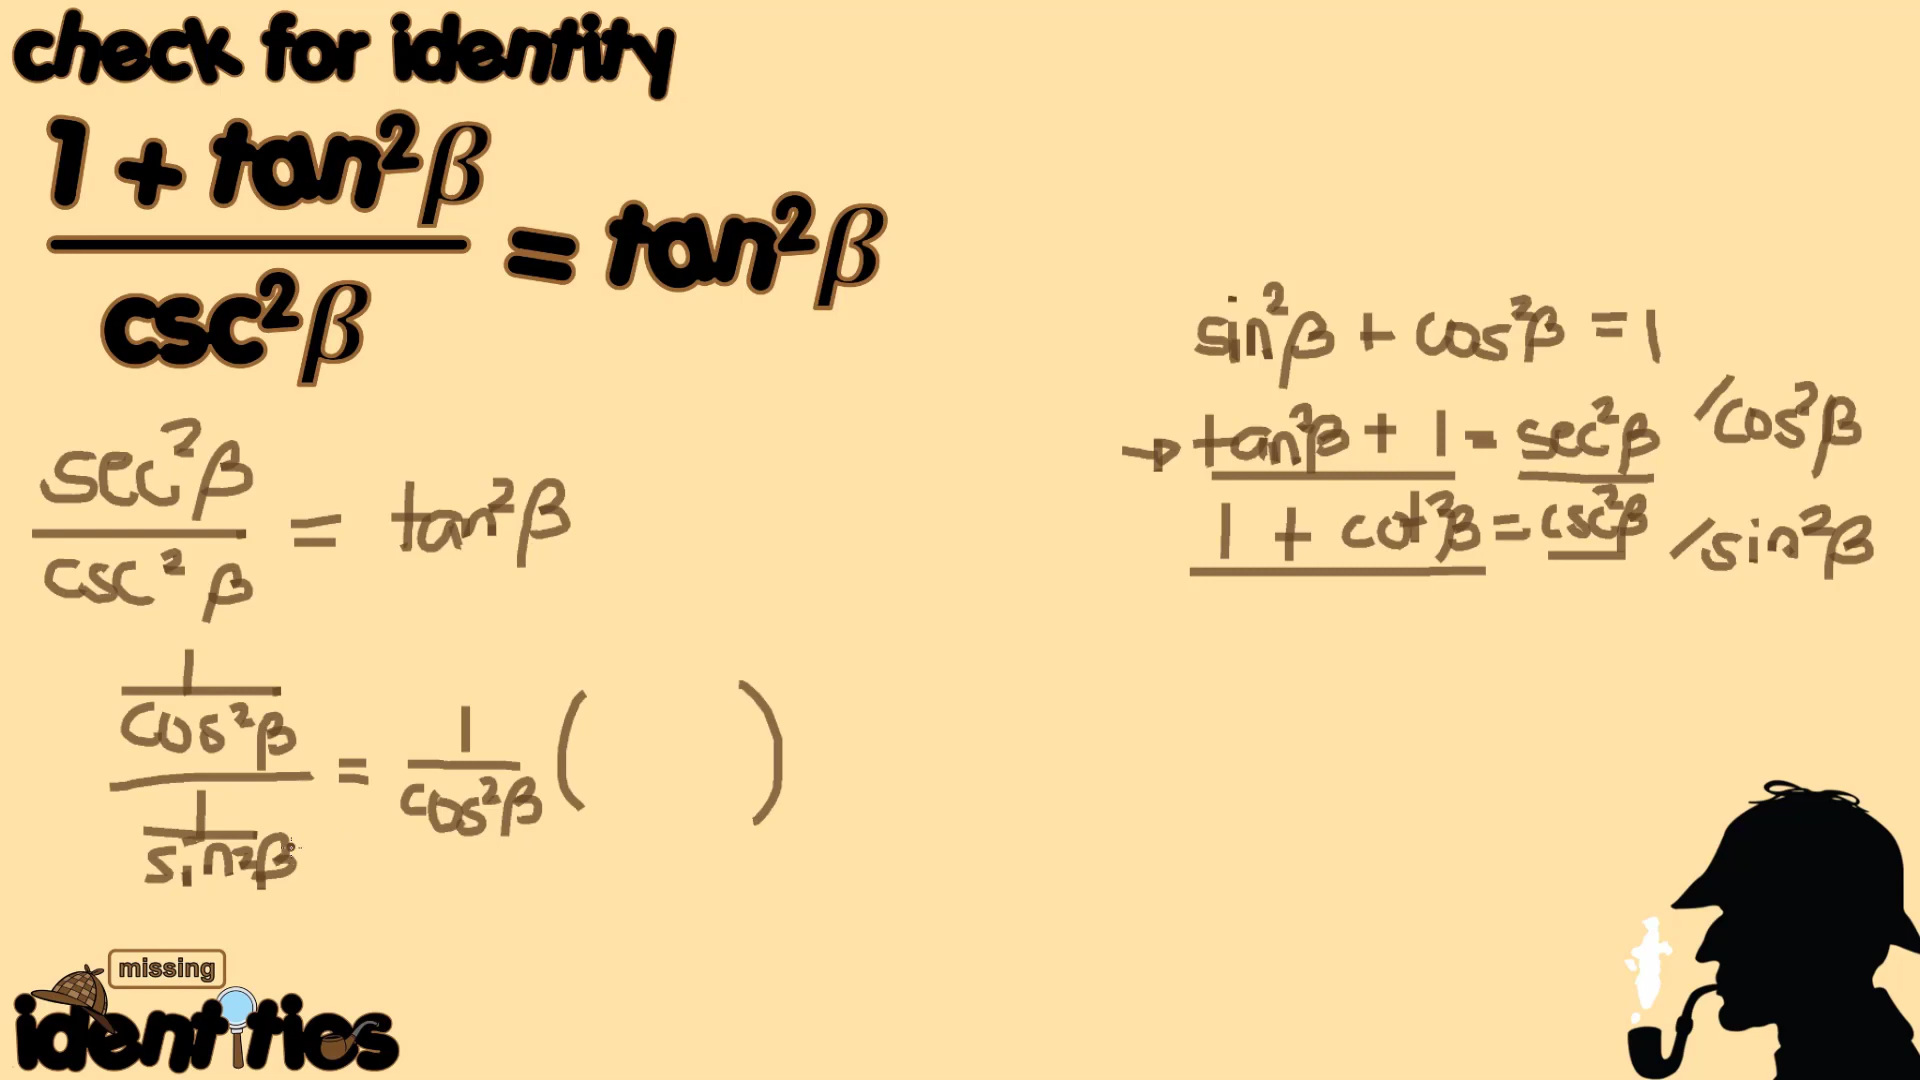 check for identity
1 + tan²β
csc²β
= tan²β
sin²β + cos²β = 1
→ tan²β + 1 = sec²β /cos²β
1 + cot²β = csc²β /sin²β
sec²β
csc²β
= tan²β
1
cos²β
1
sin²β
= 1
cos²β
( )
missing
identities